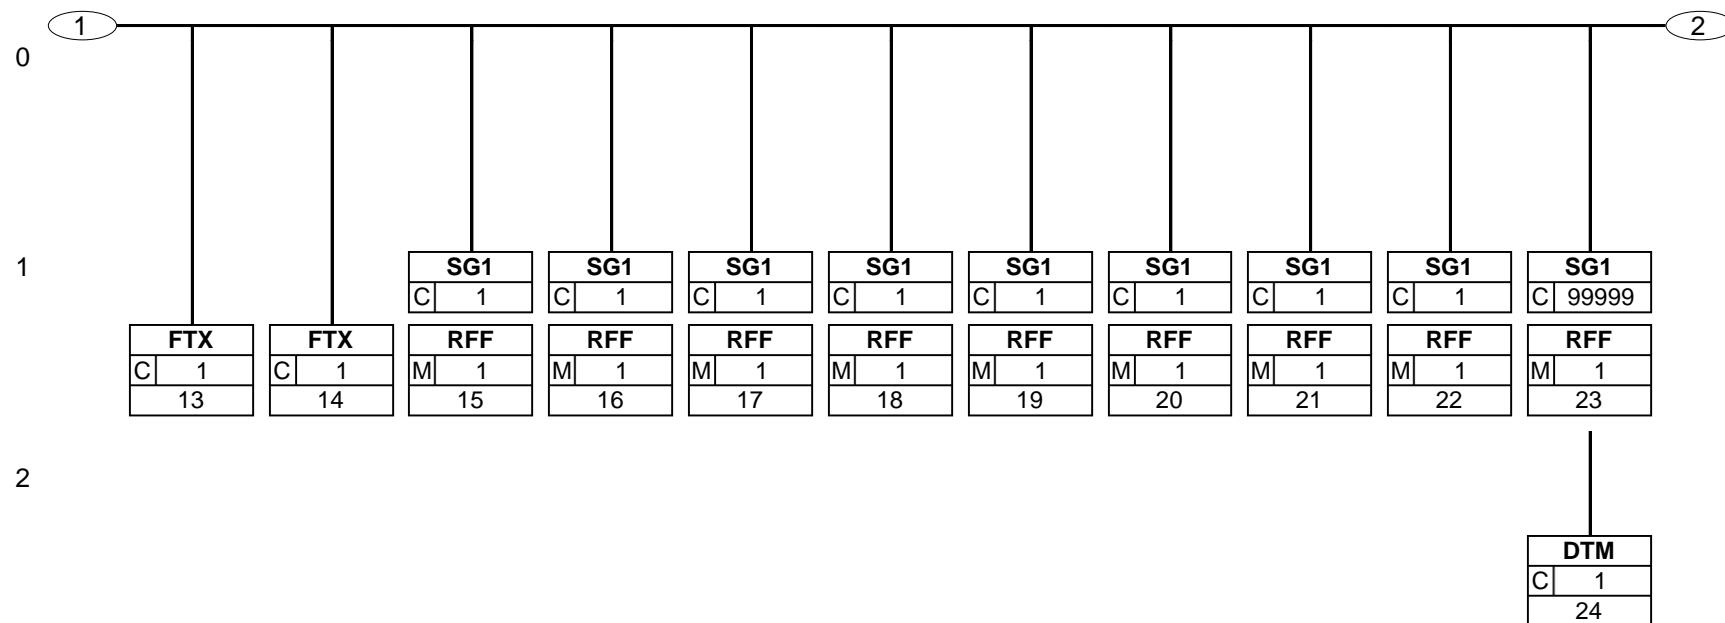 1 2
0
1 SG1 SG1 SG1 SG1 SG1 SG1 SG1 SG1 SG1
C 1 C 1 C 1 C 1 C 1 C 1 C 1 C 1 C 99999
FTX FTX RFF RFF RFF RFF RFF RFF RFF RFF RFF
C 1 C 1 M 1 M 1 M 1 M 1 M 1 M 1 M 1 M 1 M 1
13 14 15 16 17 18 19 20 21 22 23
2
DTM
C 1
24